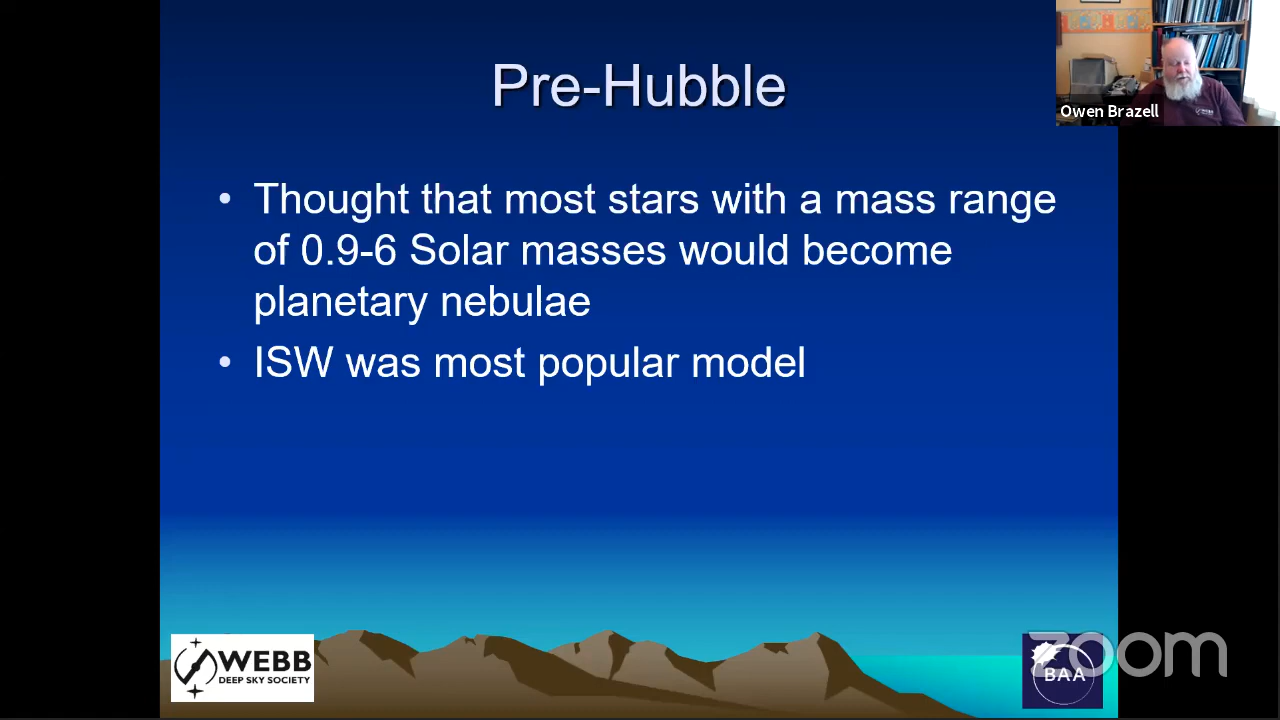 Pre-Hubble
Owen Brazell
• Thought that most stars with a mass range
of 0.9-6 Solar masses would become
planetary nebulae
• ISW was most popular model
WEBB
DEEP SKY SOCIETY
zoom
BAA